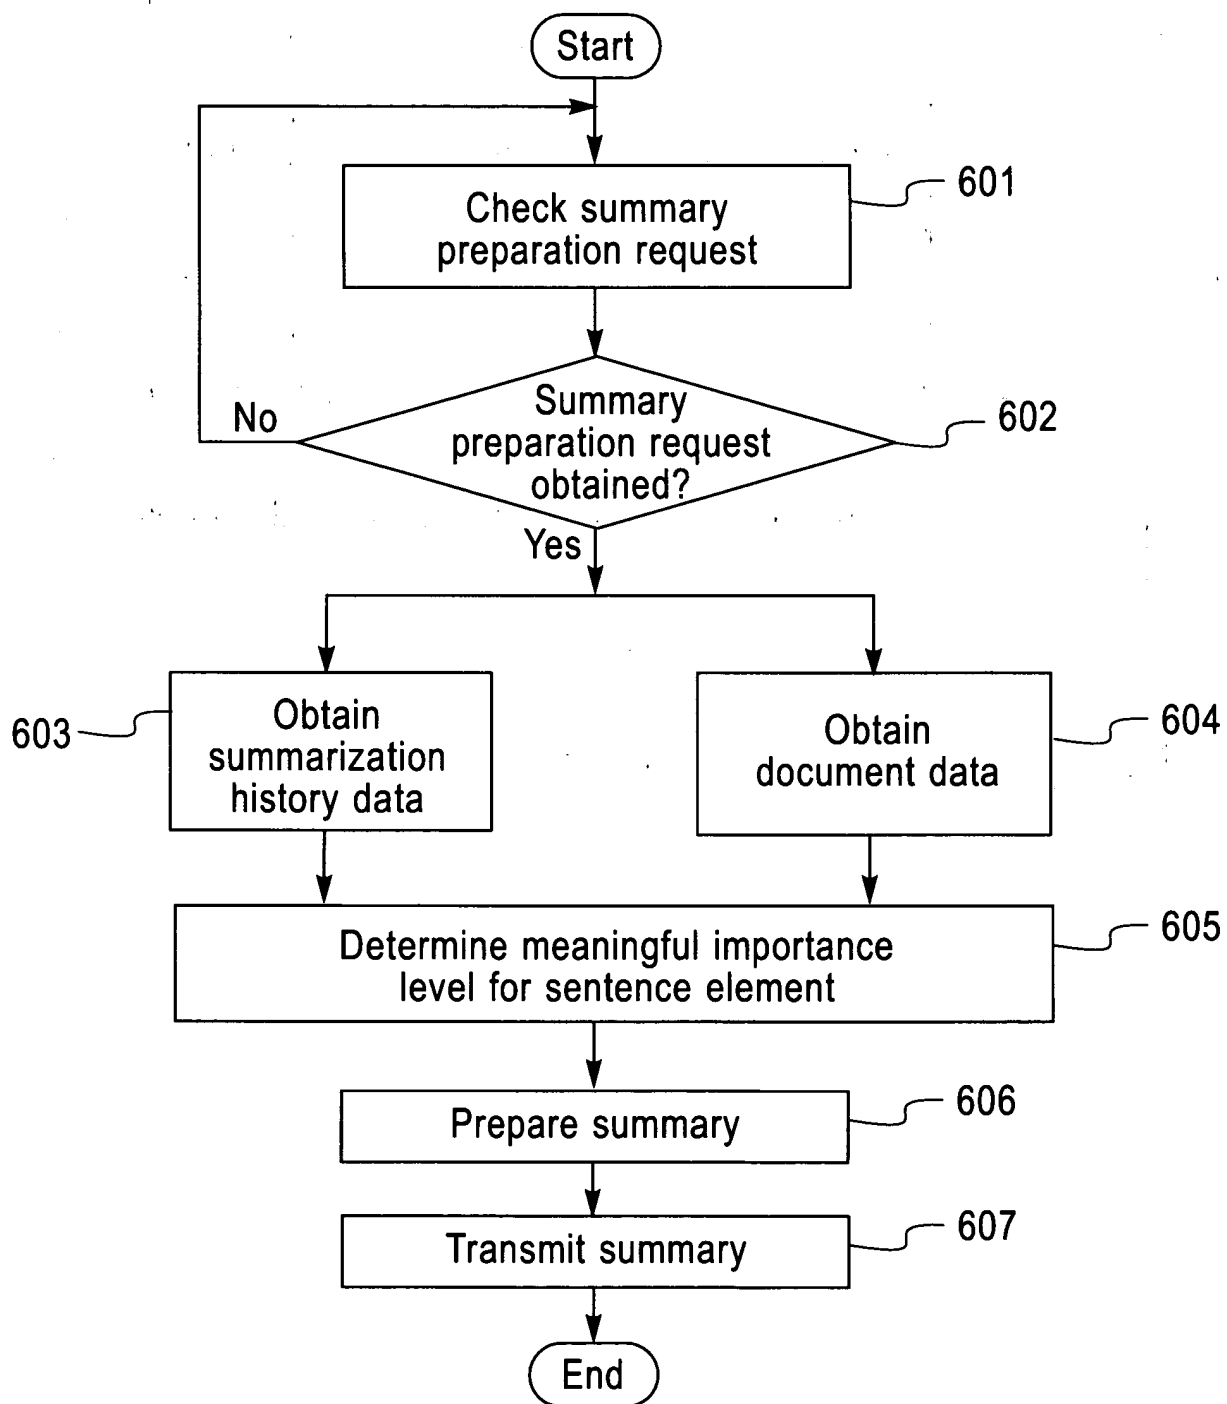 Start
Check summary
preparation request
601
Summary
preparation request
obtained?
602
No
Yes
Obtain
summarization
history data
603
Obtain
document data
604
Determine meaningful importance
level for sentence element
605
Prepare summary
606
Transmit summary
607
End